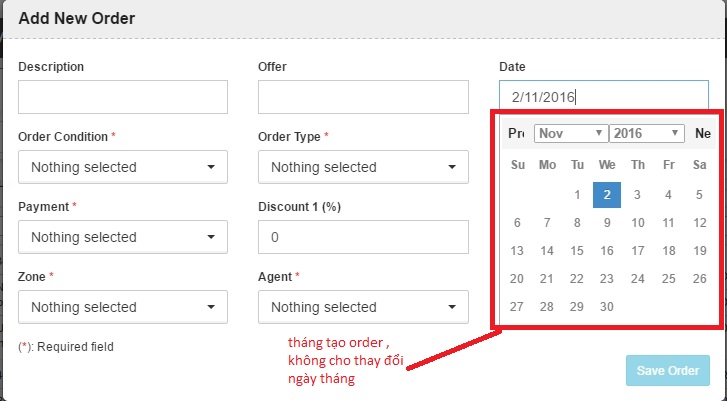 Add New Order
Description Offer Date
2/11/2016
Order Condition * Order Type *
Nothing selected Nothing selected
Pr Nov 2016 Ne
Su Mo Tu We Th Fr Sa
1 2 3 4 5
6 7 8 9 10 11 12
13 14 15 16 17 18 19
20 21 22 23 24 25 26
27 28 29 30
Payment * Discount 1 (%)
Nothing selected 0
Zone * Agent *
Nothing selected Nothing selected
(*): Required field
tháng tạo order ,
không cho thay đổi
ngày tháng
Save Order